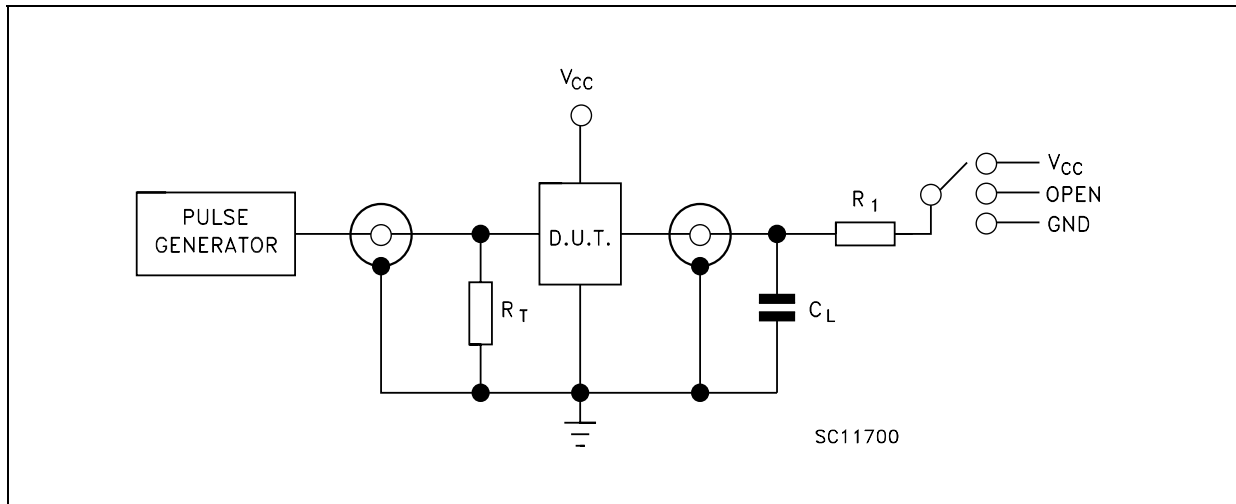 VCC
PULSE
GENERATOR
D.U.T.
RT
CL
R1
VCC
OPEN
GND
SC11700